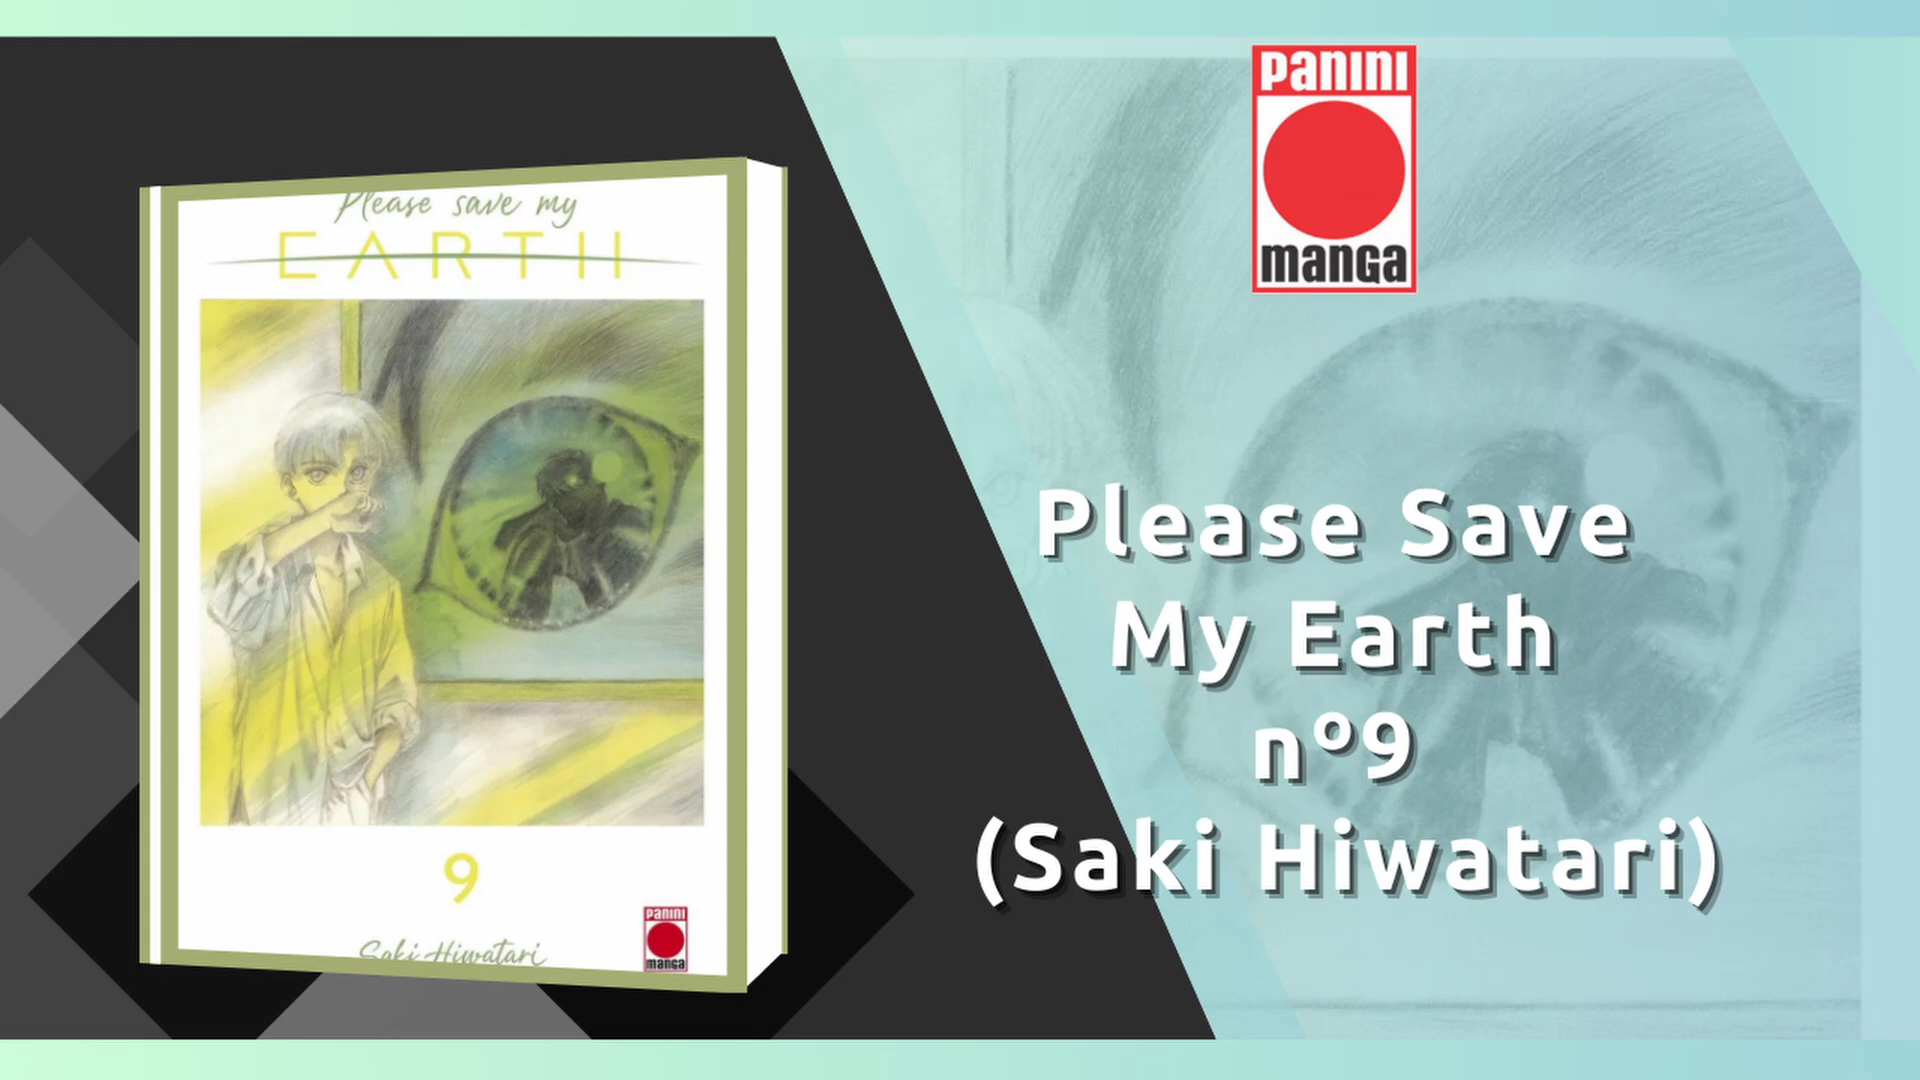 Please save my
EARTH
9
Saki Hiwatari
PANINI
manga
PANINI
manga
Please Save
My Earth
nº9
(Saki Hiwatari)